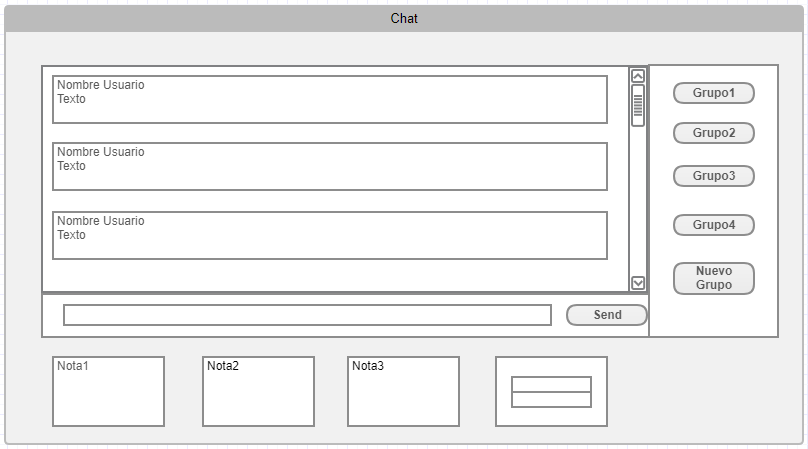 Chat
Nombre Usuario
Texto
Nombre Usuario
Texto
Nombre Usuario
Texto
Send
Grupo1
Grupo2
Grupo3
Grupo4
Nuevo
Grupo
Nota1
Nota2
Nota3